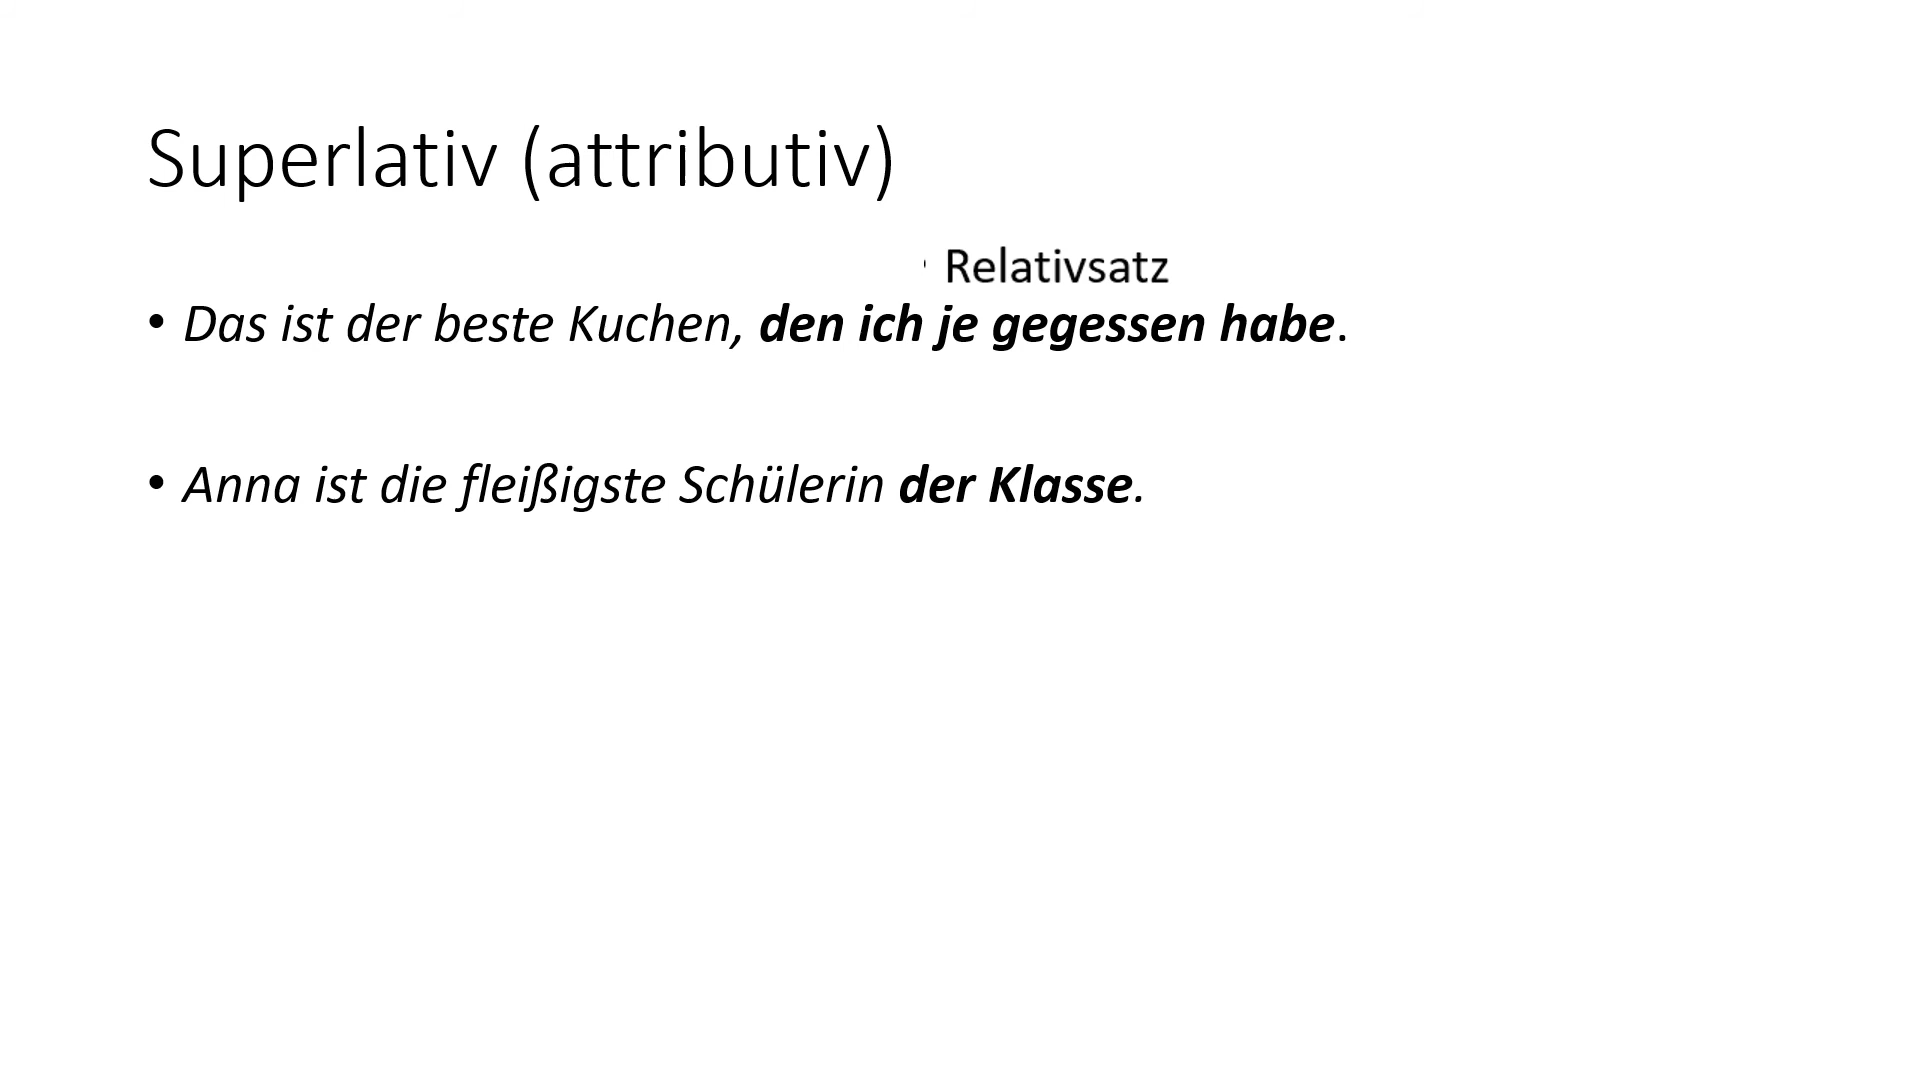 Superlativ (attributiv)
Relativsatz
• Das ist der beste Kuchen, den ich je gegessen habe.
• Anna ist die fleißigste Schülerin der Klasse.